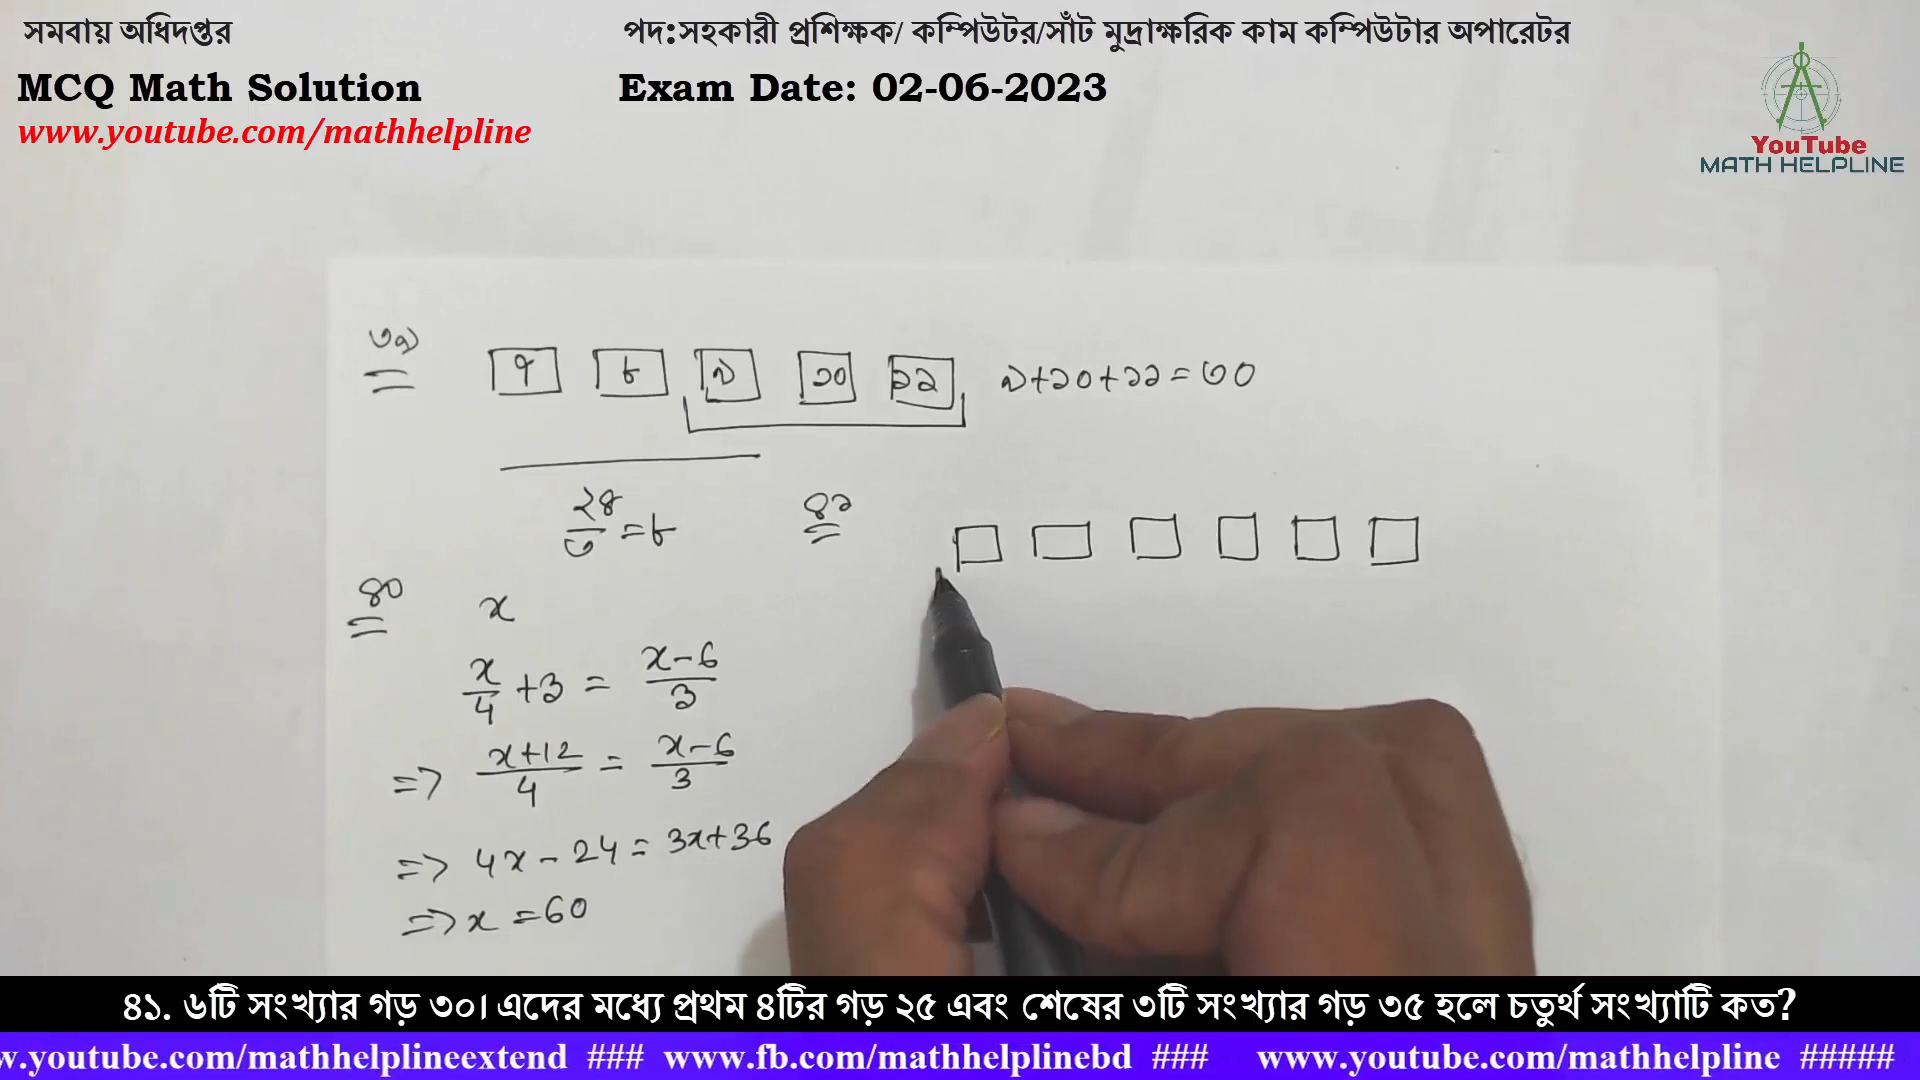 সমবায় অধিদপ্তর
পদ:সহকারী প্রশিক্ষক/ কম্পিউটর/সাঁট মুদ্রাক্ষরিক কাম কম্পিউটার অপারেটর
MCQ Math Solution
Exam Date: 02-06-2023
www.youtube.com/mathhelpline
YouTube
MATH HELPLINE
৩৯
৭ ৮ ৯ ১০ ১১ ৯+১০+১১=৩০
২৪/৩=৮
৪১
৪০
x
x/4 +3 = x-6/3
=> x+12/4 = x-6/3
=> 4x-24=3x+36
=> x=60
৪১. ৬টি সংখ্যার গড় ৩০। এদের মধ্যে প্রথম ৪টির গড় ২৫ এবং শেষের ৩টি সংখ্যার গড় ৩৫ হলে চতুর্থ সংখ্যাটি কত?
w.youtube.com/mathhelplineextend ### www.fb.com/mathhelplinebd ### www.youtube.com/mathhelpline #####